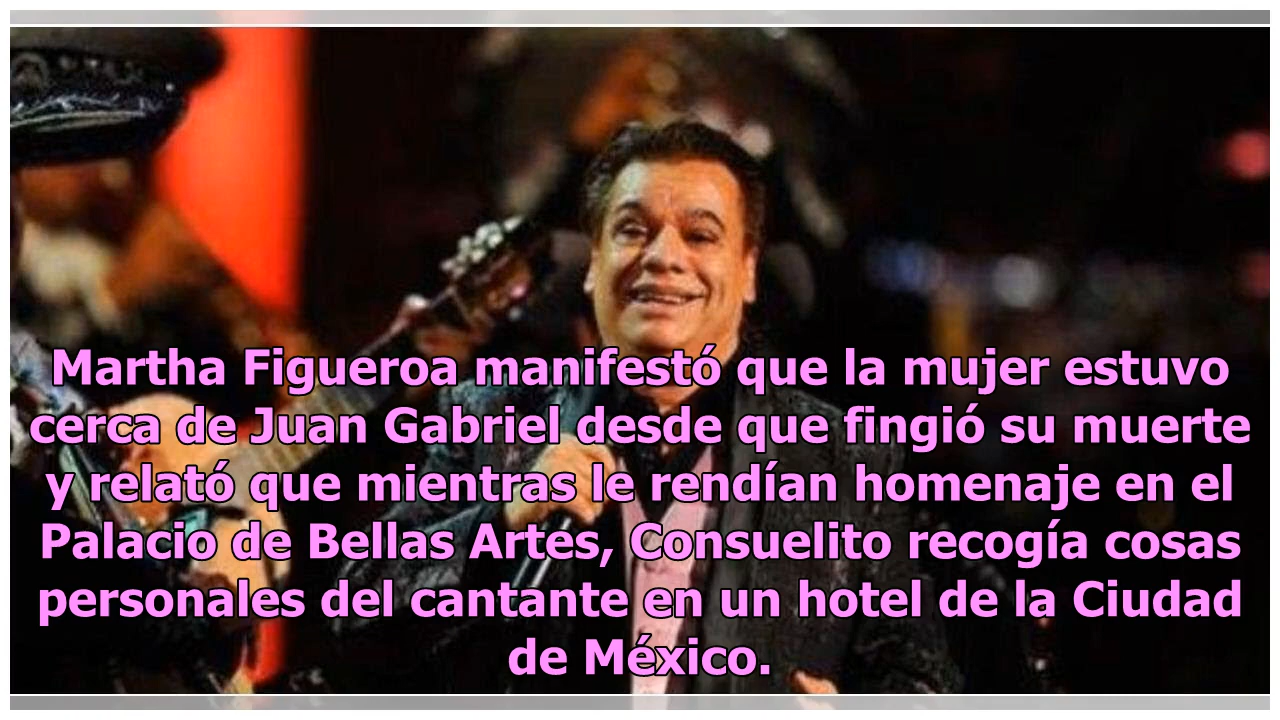 Martha Figueroa manifestó que la mujer estuvo
cerca de Juan Gabriel desde que fingió su muerte
y relató que mientras le rendían homenaje en el
Palacio de Bellas Artes, Consuelito recogía cosas
personales del cantante en un hotel de la Ciudad
de México.